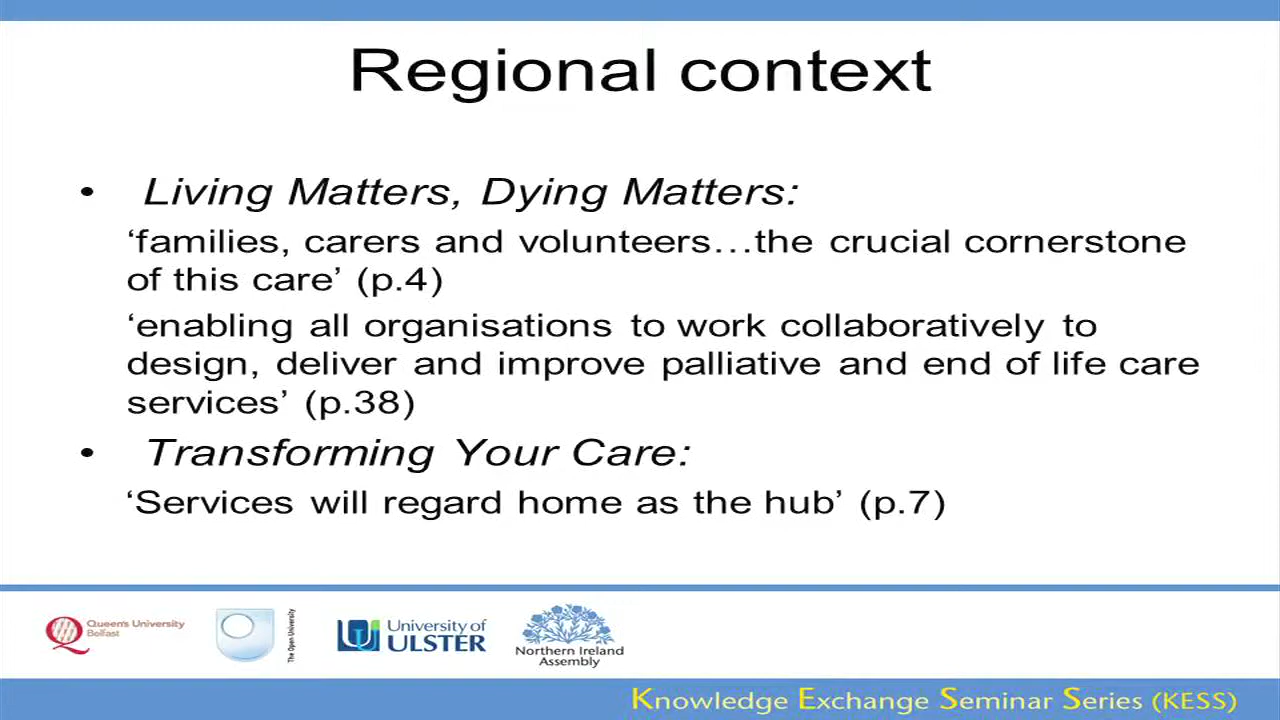 Regional context
• Living Matters, Dying Matters:
‘families, carers and volunteers…the crucial cornerstone
of this care’ (p.4)
‘enabling all organisations to work collaboratively to
design, deliver and improve palliative and end of life care
services’ (p.38)
• Transforming Your Care:
‘Services will regard home as the hub’ (p.7)
Queen's University
Belfast
The Open University
University of
ULSTER
Northern Ireland
Assembly
Knowledge Exchange Seminar Series (KESS)